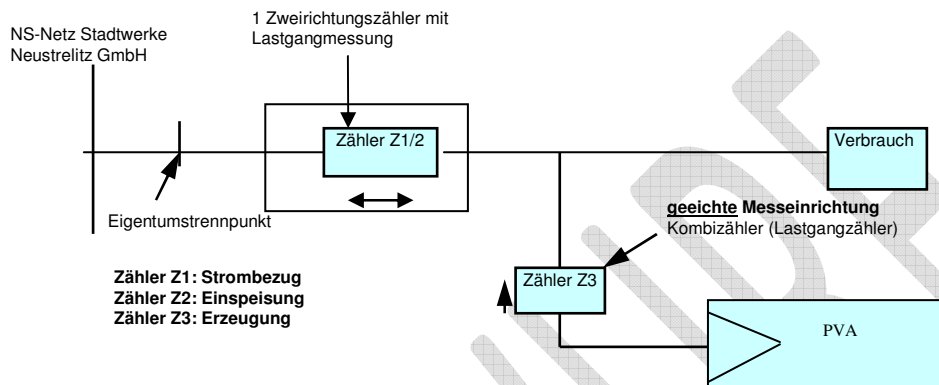 1 Zweirichtungszähler mit
Lastgangmessung
NS-Netz Stadtwerke
Neustrelitz GmbH
Zähler Z1/2
Verbrauch
Eigentumstrennpunkt
geeichte Messeinrichtung
Kombizähler (Lastgangzähler)
Zähler Z1: Strombezug
Zähler Z2: Einspeisung
Zähler Z3: Erzeugung
Zähler Z3
PVA